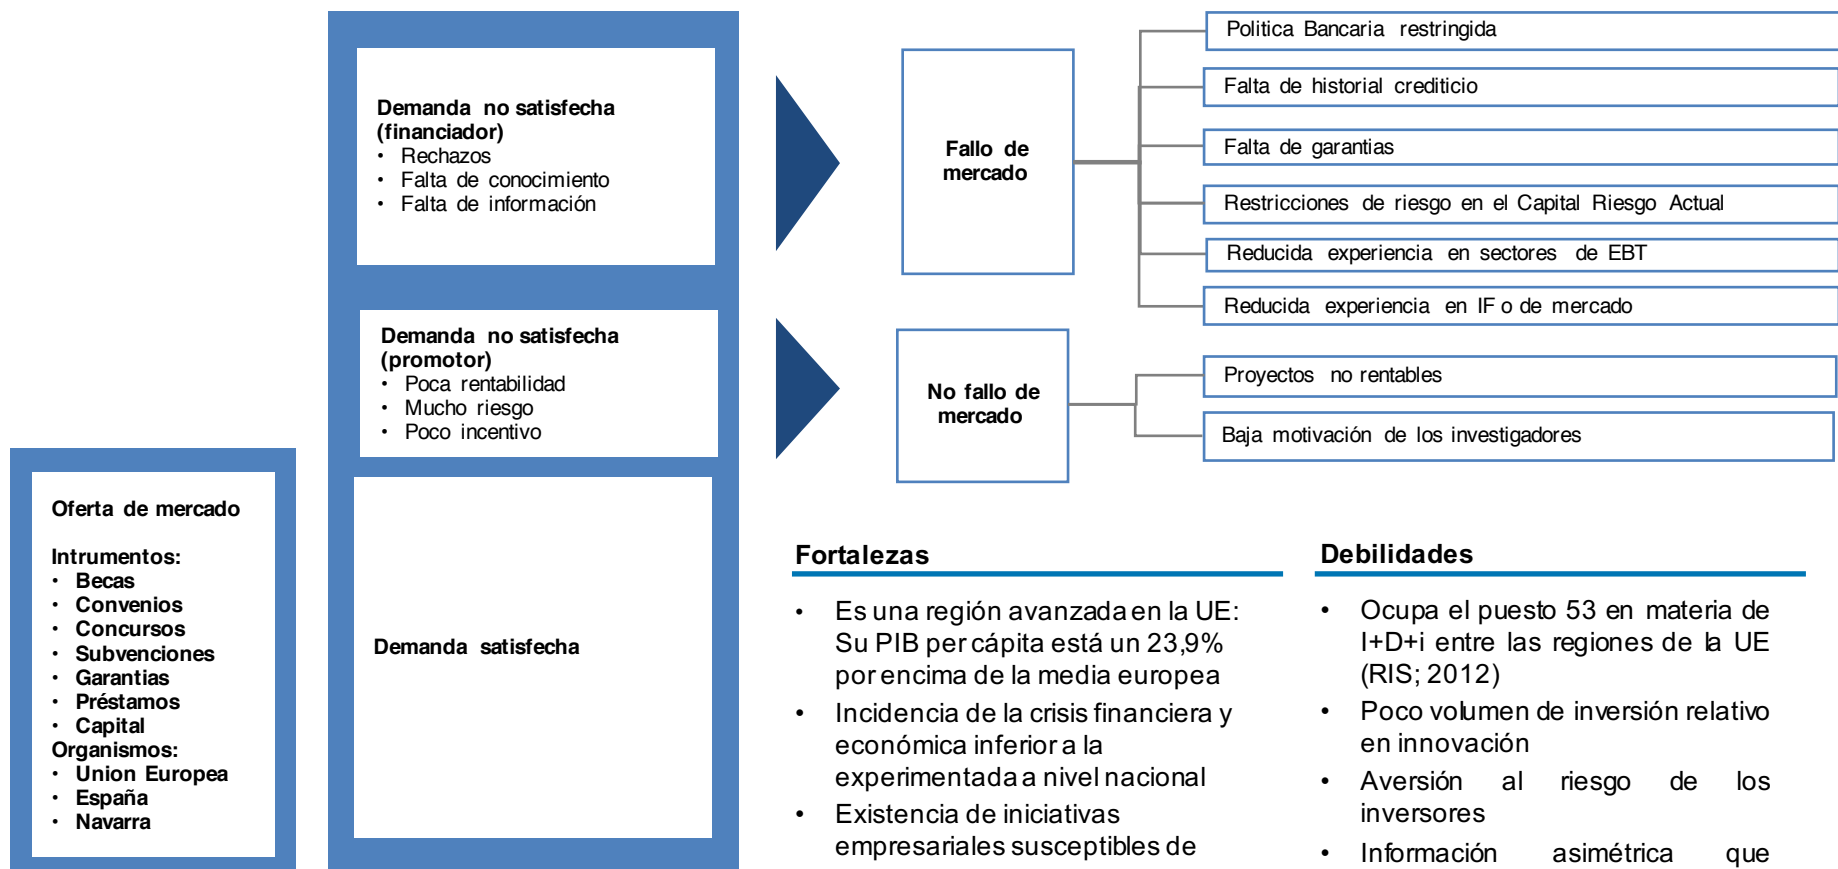 Demanda no satisfecha
(financiador)
• Rechazos
• Falta de conocimiento
• Falta de información
Demanda no satisfecha
(promotor)
• Poca rentabilidad
• Mucho riesgo
• Poco incentivo
Demanda satisfecha
Oferta de mercado
Intrumentos:
• Becas
• Convenios
• Concursos
• Subvenciones
• Garantias
• Préstamos
• Capital
Organismos:
• Union Europea
• España
• Navarra
Fallo de
mercado
Politica Bancaria restringida
Falta de historial crediticio
Falta de garantias
Restricciones de riesgo en el Capital Riesgo Actual
Reducida experiencia en sectores de EBT
Reducida experiencia en IF o de mercado
No fallo de
mercado
Proyectos no rentables
Baja motivación de los investigadores
Fortalezas
• Es una región avanzada en la UE:
Su PIB per cápita está un 23,9%
por encima de la media europea
• Incidencia de la crisis financiera y
económica inferior a la
experimentada a nivel nacional
• Existencia de iniciativas
empresariales susceptibles de
Debilidades
• Ocupa el puesto 53 en materia de
I+D+i entre las regiones de la UE
(RIS; 2012)
• Poco volumen de inversión relativo
en innovación
• Aversión al riesgo de los
inversores
• Información asimétrica que